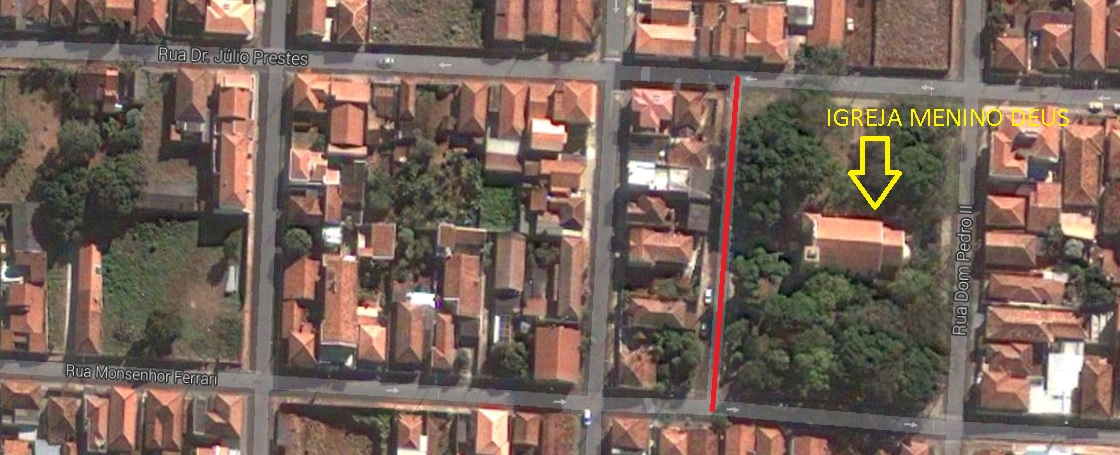 Rua Dr. Júlio Prestes
IGREJA MENINO DEUS
Rua Dom Pedro II
Rua Monsenhor Ferrari